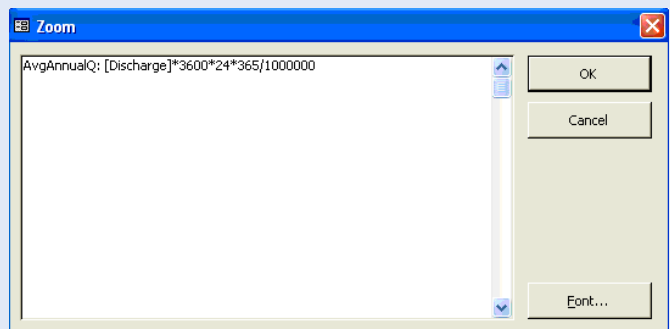 Zoom
AvgAnnualQ: [Discharge]*3600*24*365/1000000
OK
Cancel
Font...